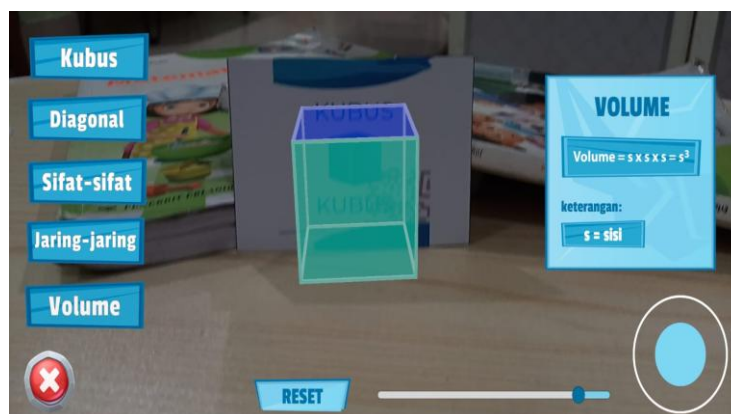 Kubus
Diagonal
Sifat-sifat
Jaring-jaring
Volume
KUBUS
KUBUS
VOLUME
Volume = s x s x s = s³
keterangan:
s = sisi
RESET